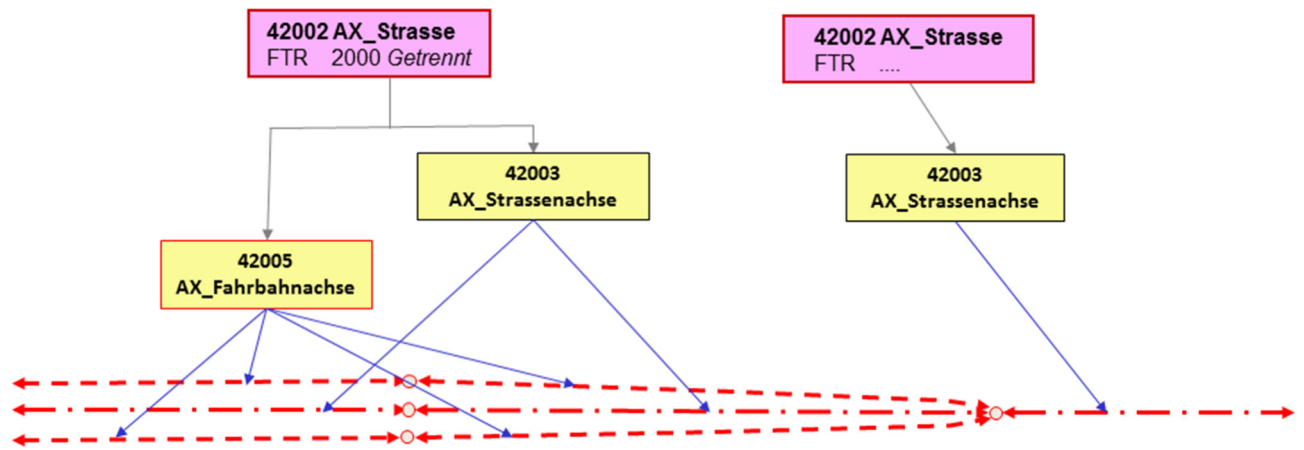 42002 AX_Strasse
FTR 2000 Getrennt
42002 AX_Strasse
FTR ....
42003
AX_Strassenachse
42003
AX_Strassenachse
42005
AX_Fahrbahnachse